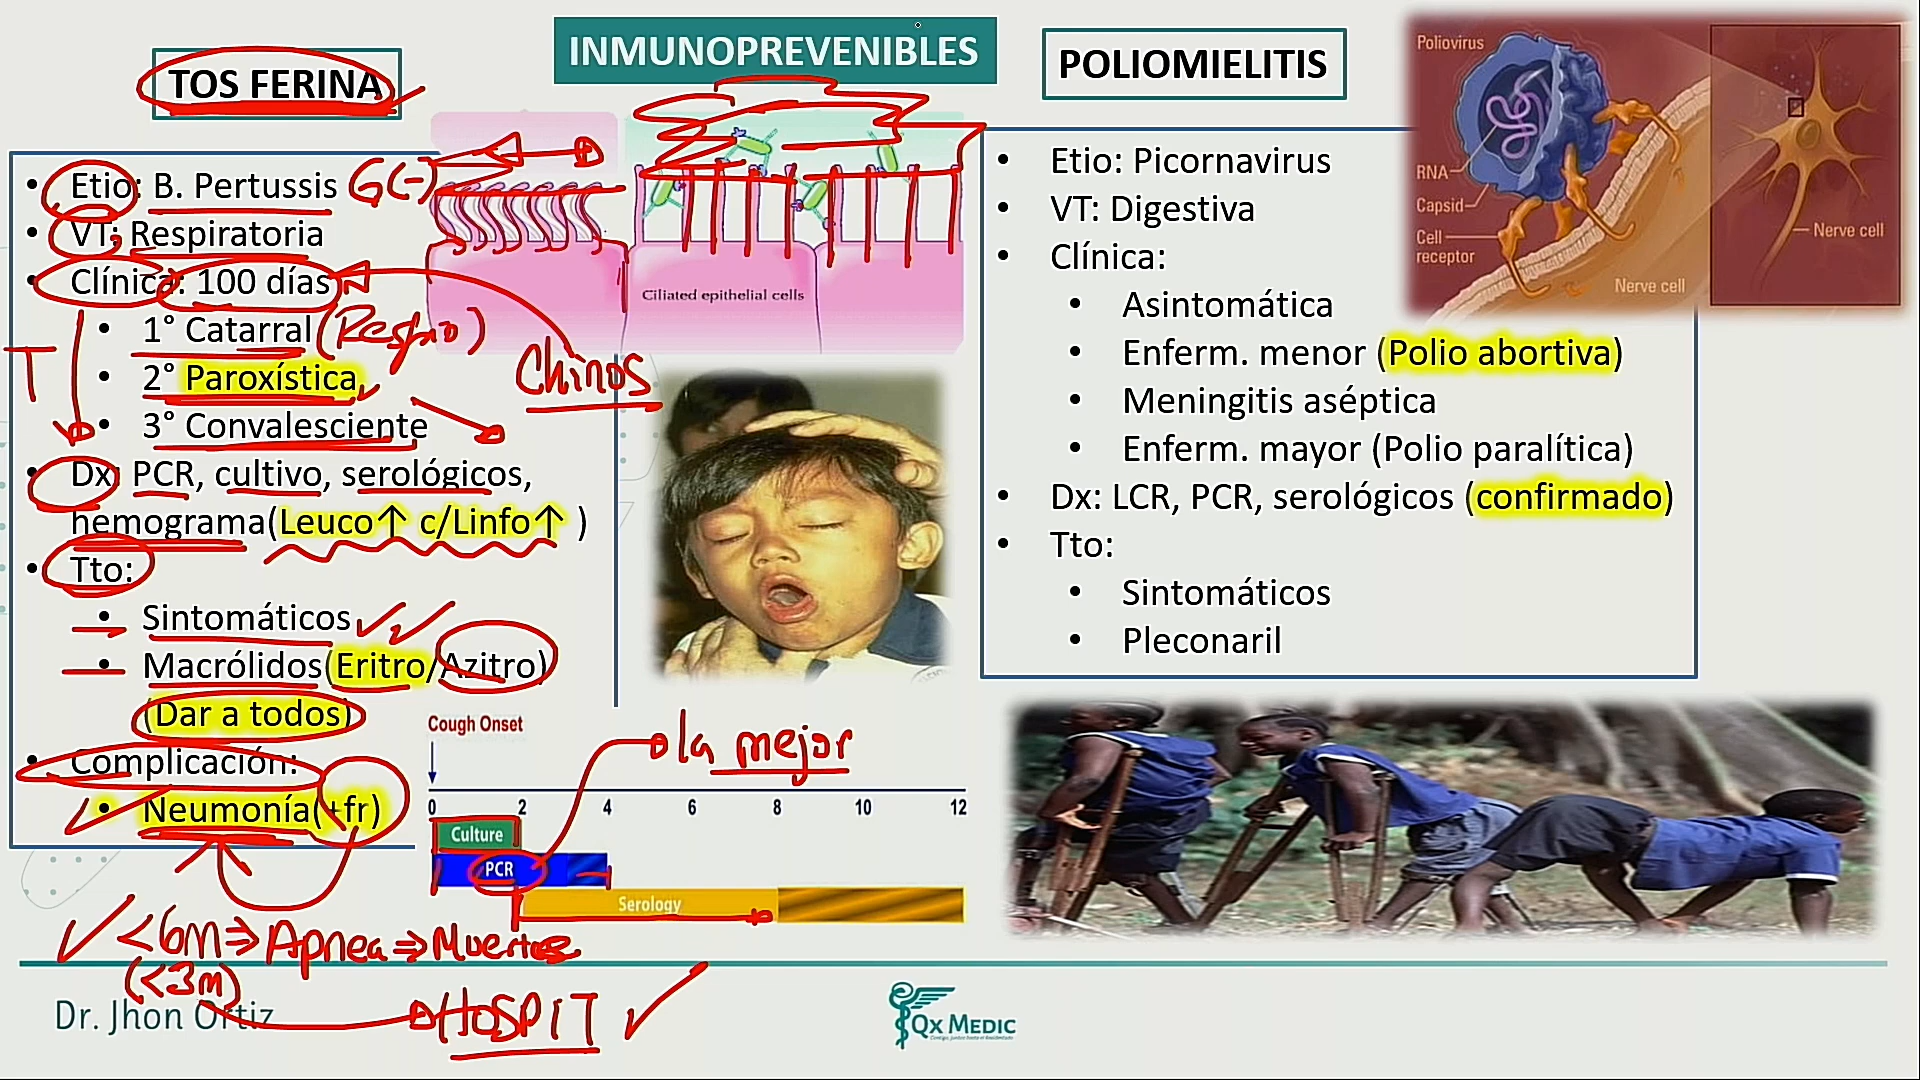 INMUNOPREVENIBLES
TOS FERINA
• Etio: B. Pertussis G(-)
• VT: Respiratoria
• Clínica: 100 días
• 1° Catarral (Resfrio)
• 2° Paroxística
• 3° Convalesciente
T
Chinos
• Dx: PCR, cultivo, serológicos,
hemograma(Leuco↑ c/Linfo↑ )
• Tto:
• Sintomáticos
• Macrólidos(Eritro/Azitro)
(Dar a todos)
• Complicación:
• Neumonía(+fr)
<6m⇒Apnea⇒Muertes
(<3m)
HOSPIT
Ciliated epithelial cells
Cough Onset
la mejor
0 2 4 6 8 10 12
Culture
PCR
Serology
POLIOMIELITIS
• Etio: Picornavirus
• VT: Digestiva
• Clínica:
• Asintomática
• Enferm. menor (Polio abortiva)
• Meningitis aséptica
• Enferm. mayor (Polio paralítica)
• Dx: LCR, PCR, serológicos (confirmado)
• Tto:
• Sintomáticos
• Pleconaril
Poliovirus
RNA
Capsid
Cell
receptor
Nerve cell
Nerve cell
Dr. Jhon Ortiz
QX MEDIC